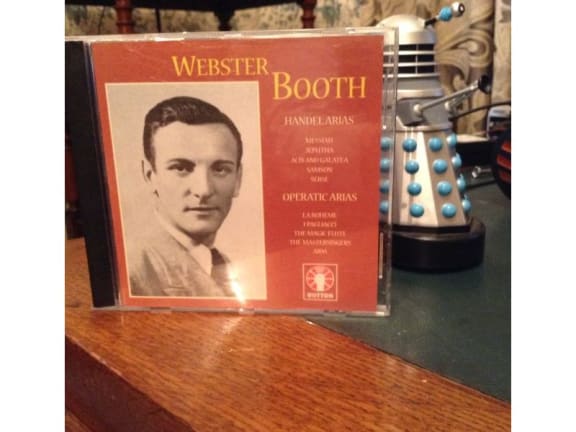 WEBSTER
BOOTH
HANDEL ARIAS
MESSIAH
JEPHTHA
ACIS AND GALATEA
SAMSON
SERSE
OPERATIC ARIAS
LA BOHEME
I PAGLIACCI
THE MAGIC FLUTE
THE MASTERSINGERS
AIDA
DUTTON